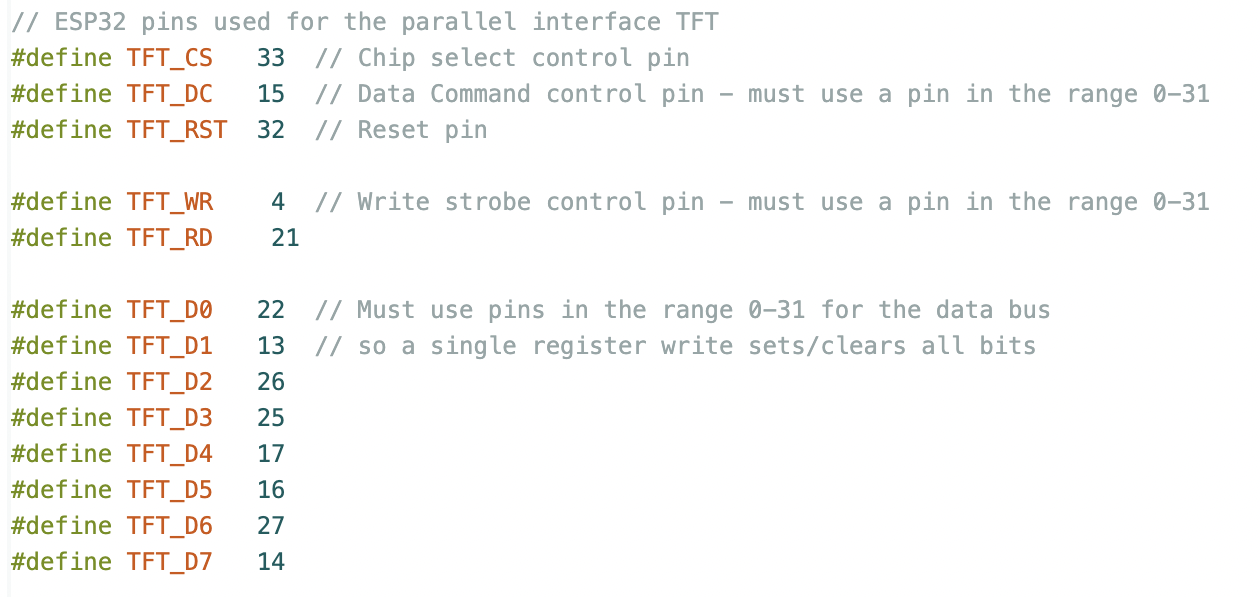 // ESP32 pins used for the parallel interface TFT
#define TFT_CS   33  // Chip select control pin
#define TFT_DC   15  // Data Command control pin – must use a pin in the range 0–31
#define TFT_RST  32  // Reset pin
#define TFT_WR    4  // Write strobe control pin – must use a pin in the range 0–31
#define TFT_RD    21
#define TFT_D0   22  // Must use pins in the range 0–31 for the data bus
#define TFT_D1   13  // so a single register write sets/clears all bits
#define TFT_D2   26
#define TFT_D3   25
#define TFT_D4   17
#define TFT_D5   16
#define TFT_D6   27
#define TFT_D7   14